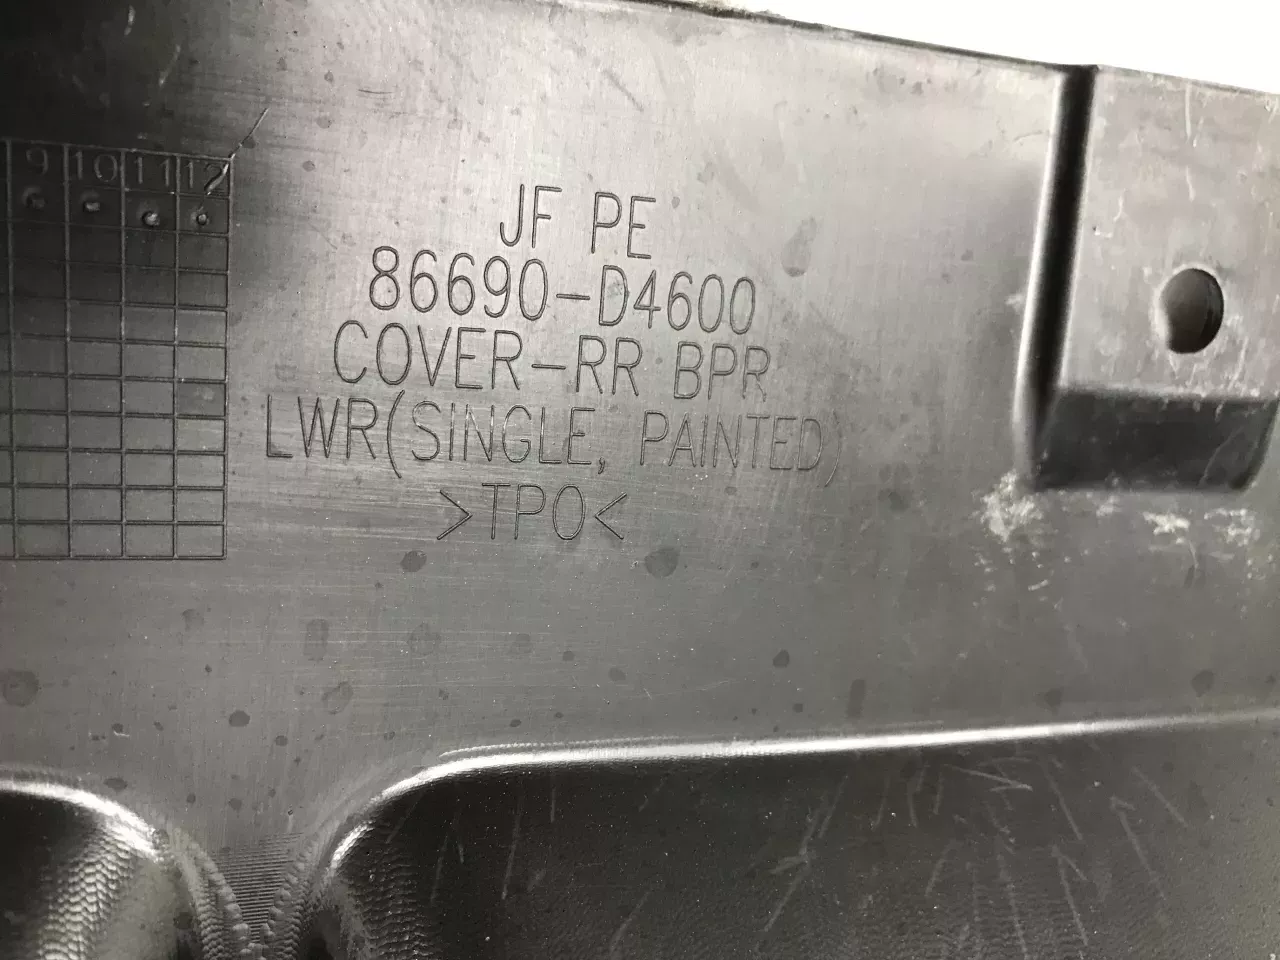 9 10 11 12
JF PE
86690-D4600
COVER-RR BPR
LWR(SINGLE, PAINTED)
>TPO<